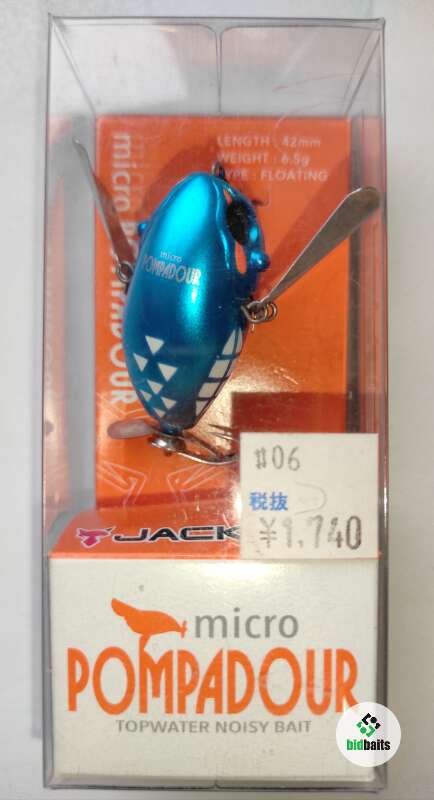 LENGTH : 42mm
WEIGHT : 6.5g
TYPE : FLOATING
micro
micro
POMPADOUR
#06
税抜
¥1,740
JACK
micro
POMPADOUR
TOPWATER NOISY BAIT
bidbaits